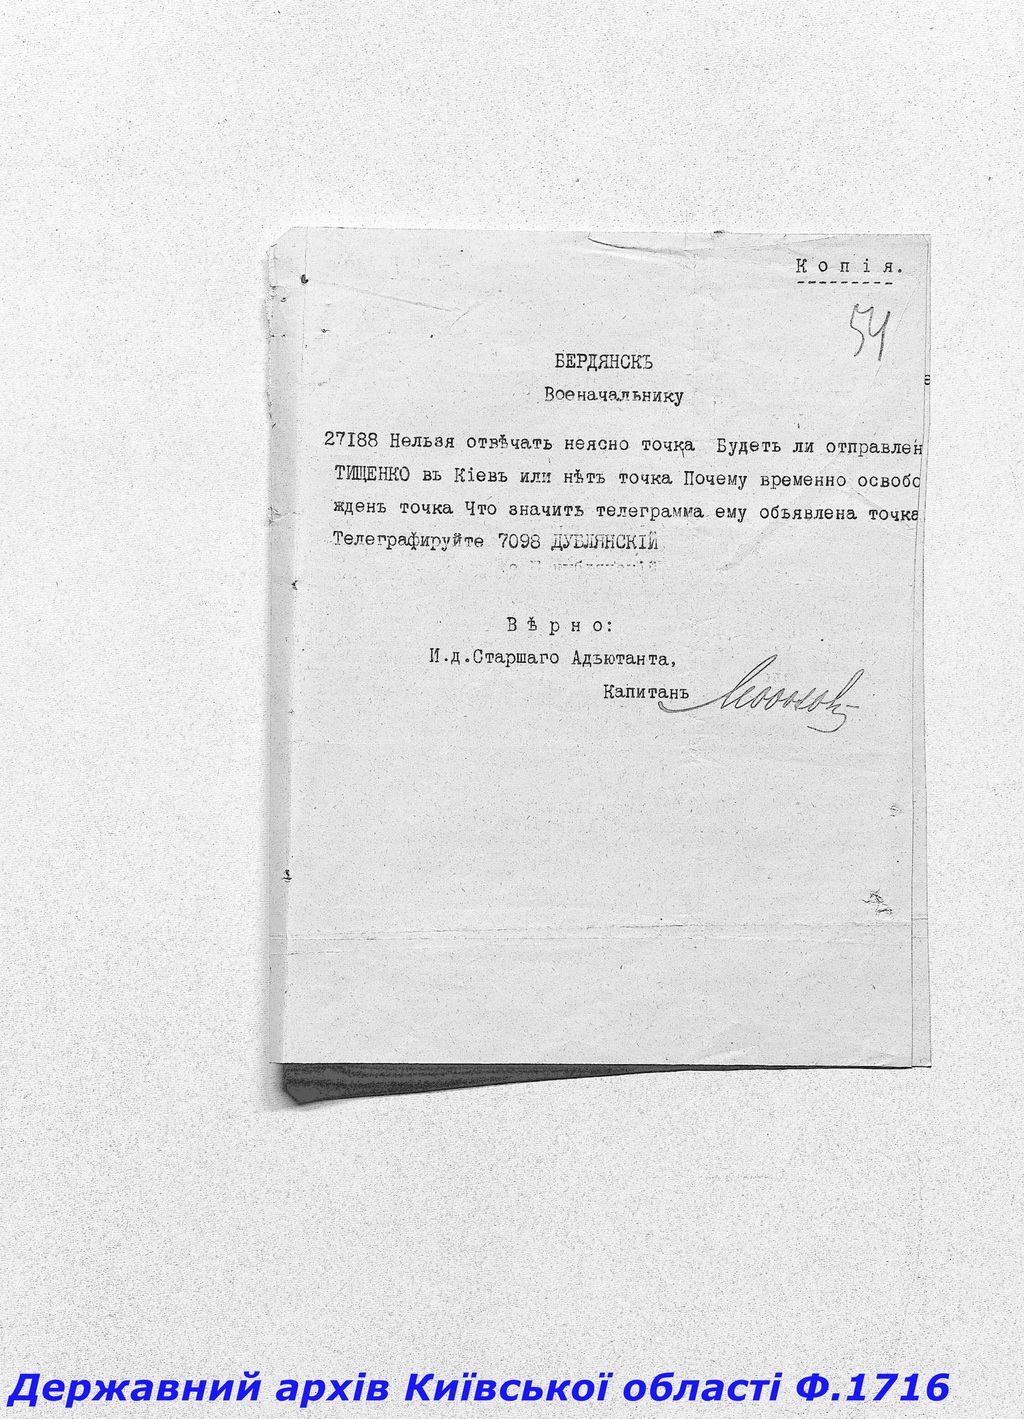 Копія.
54
БЕРДЯНСКЪ
Военачальнику
27188 Нельзя отвѣчать неясно точка Будетъ ли отправлен
ТИЩЕНКО въ Кіевъ или нѣтъ точка Почему временно освобо
жденъ точка Что значить телеграмма ему объявлена точка
Телеграфируйте 7098 ДУБЛЯНСКІЙ
Вѣрно:
И.д.Старшаго Адъютанта,
Капитанъ
Державний архів Київської області Ф.1716